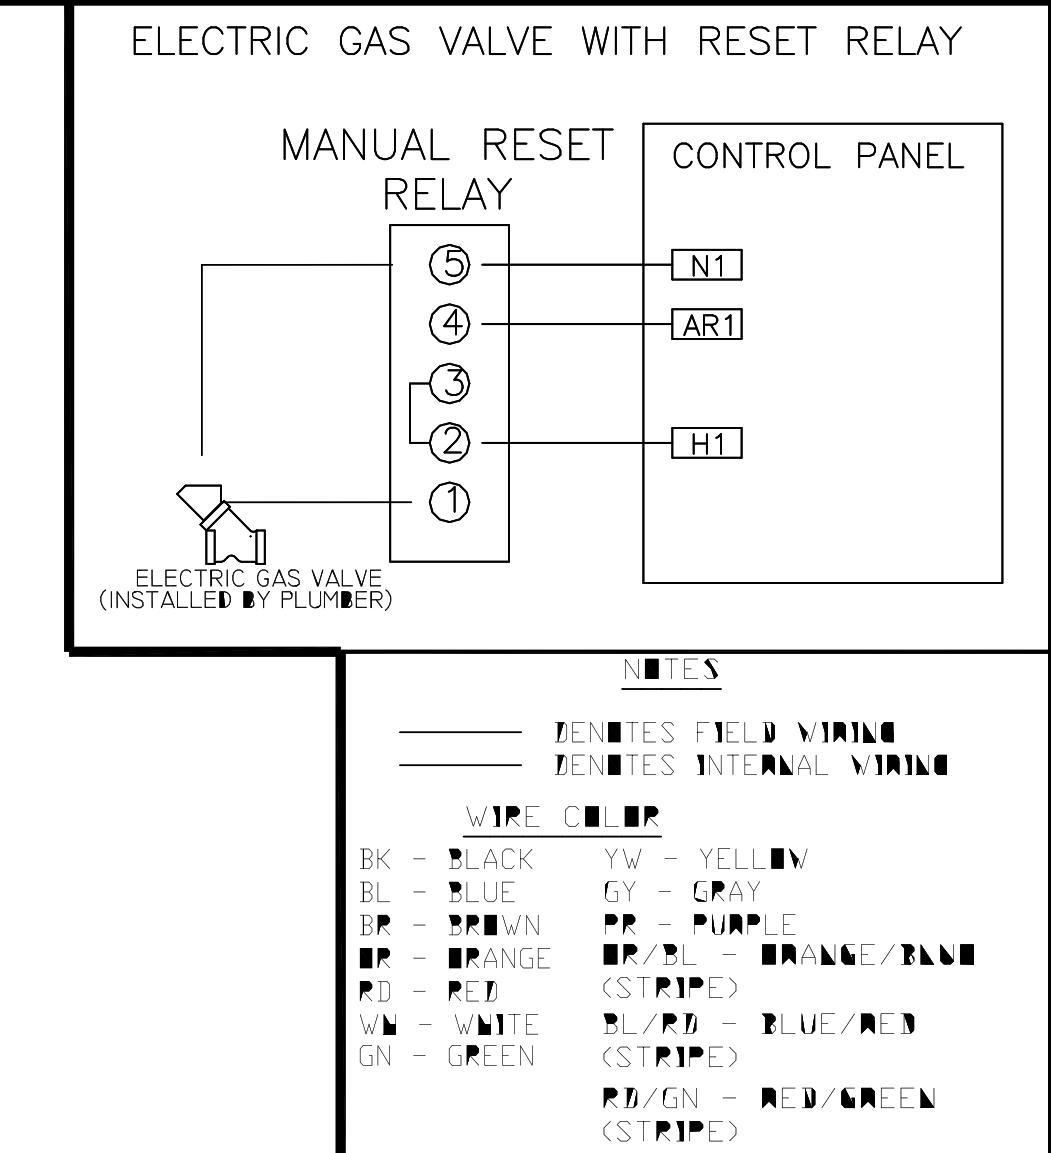 ELECTRIC GAS VALVE WITH RESET RELAY
MANUAL RESET
RELAY
CONTROL PANEL
5
N1
4
AR1
3
2
H1
1
ELECTRIC GAS VALVE
(INSTALLED BY PLUMBER)
NOTES
DENOTES FIELD WIRING
DENOTES INTERNAL WIRING
WIRE COLOR
BK - BLACK
BL - BLUE
BR - BROWN
OR - ORANGE
RD - RED
WH - WHITE
GN - GREEN
YW - YELLOW
GY - GRAY
PR - PURPLE
OR/BL - ORANGE/
(STRIPE)
BL/RD - BLUE/RED
(STRIPE)
RD/GN - RED/GREEN
(STRIPE)